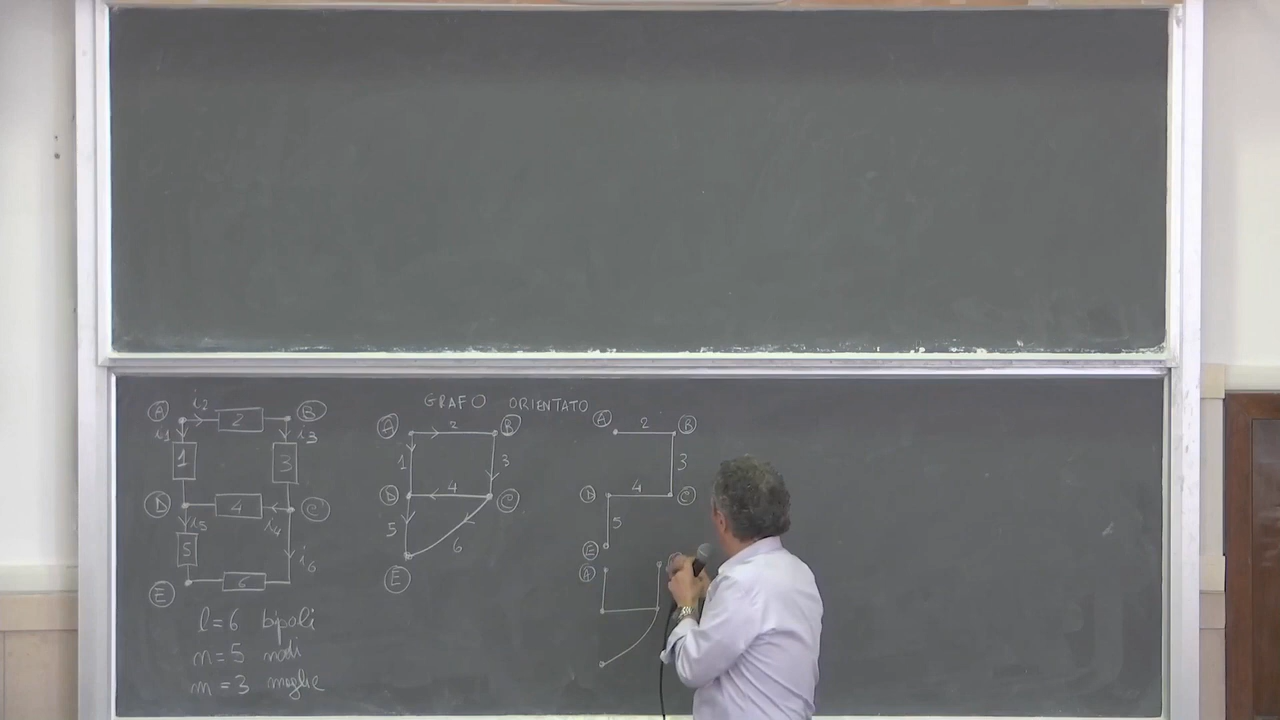 A i2 2 B
i1 i3
1 3
D 4 i4 C
i5
5 i6
E 6
l=6 bipoli
n=5 nodi
m=3 maglie
GRAFO ORIENTATO
A 2 B
1 3
D 4 C
5 6
E
A 2 B
3
D 4 C
5
E
A